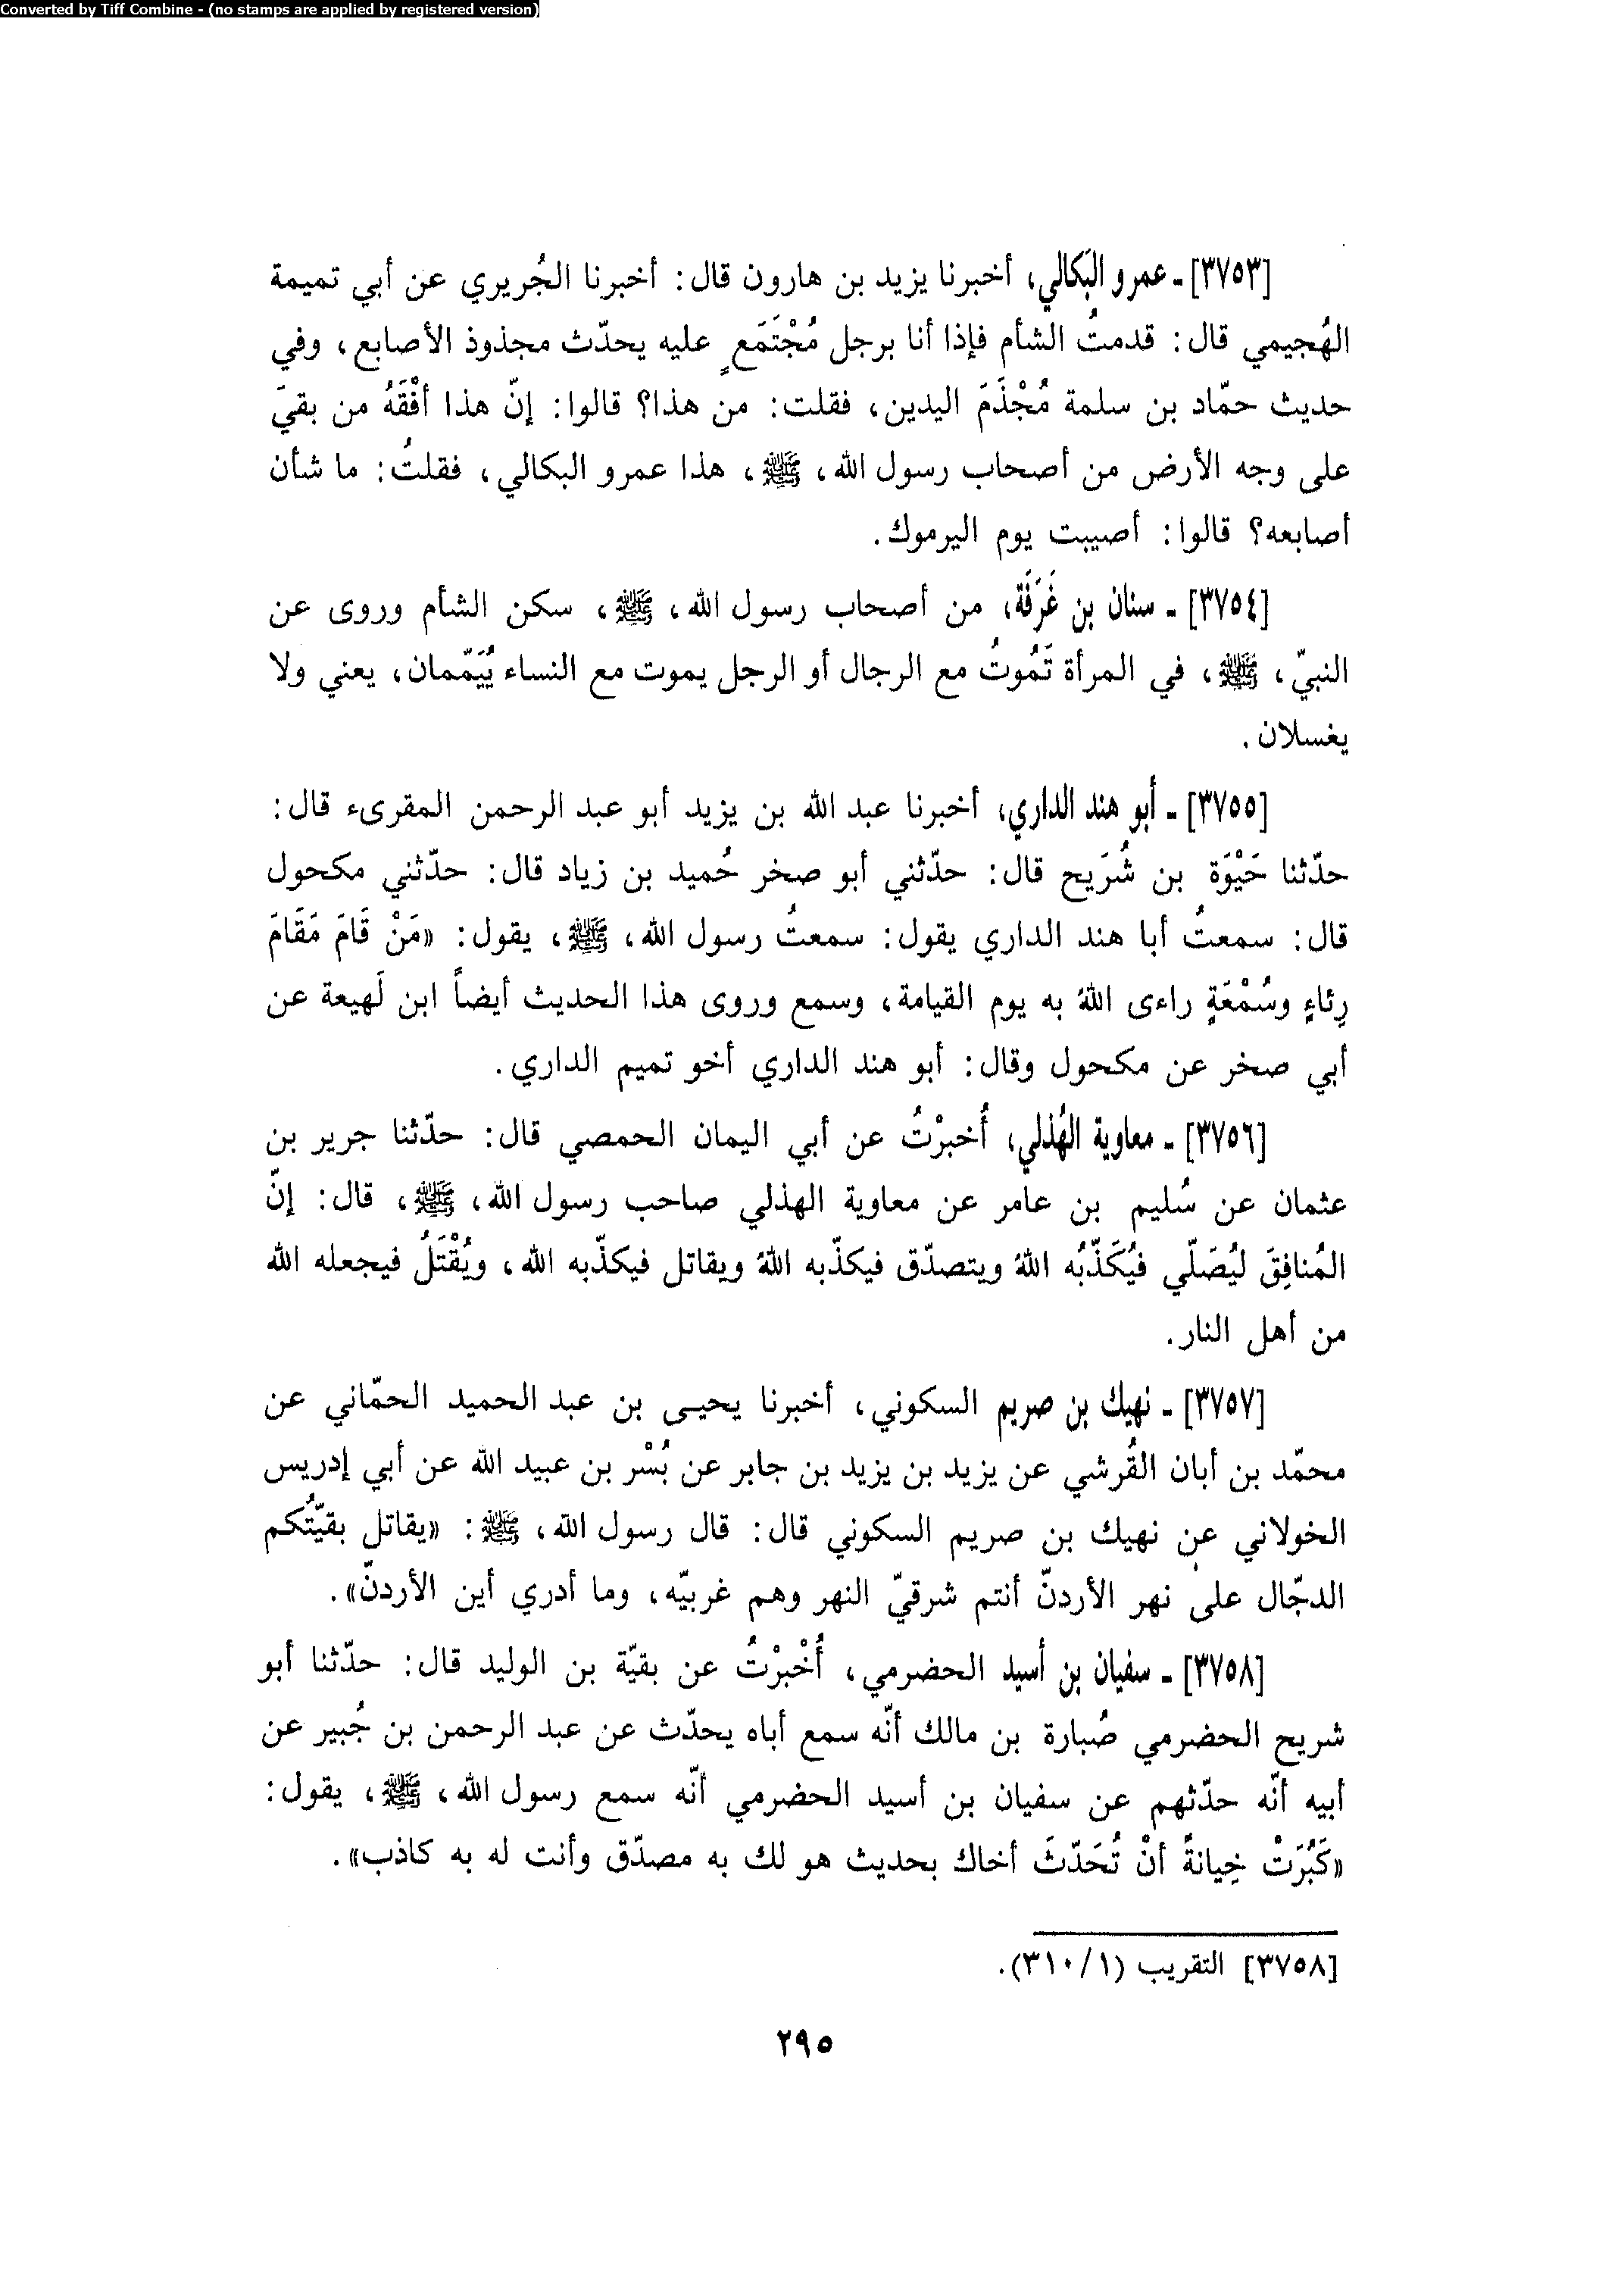 Converted by Tiff Combine - (no stamps are applied by registered version)
[٣٧٥٣] ـ عمرو البَكالي، أخبرنا يزيد بن هارون قال: أخبرنا الجُريري عن أبي تميمة
الهُجيمي قال: قدمتُ الشأم فإذا أنا برجل مُجْتَمَعٍ عليه يحدّث مجذوذ الأصابع، وفي
حديث حمّاد بن سلمة مُجْذَمَ اليدين، فقلت: من هذا؟ قالوا: إنّ هذا أفْقَهُ من بقيَ
على وجه الأرض من أصحاب رسول الله، ﷺ، هذا عمرو البكالي، فقلتُ: ما شأن
أصابعه؟ قالوا: أصيبت يوم اليرموك.
[٣٧٥٤] ـ سنان بن غَرَفَة، من أصحاب رسول الله، ﷺ، سكن الشأم وروى عن
النبيّ، ﷺ، في المرأة تَمُوتُ مع الرجال أو الرجل يموت مع النساء يُيَمّمان، يعني ولا
يغسلان.
[٣٧٥٥] ـ أبو هند الداري، أخبرنا عبد الله بن يزيد أبو عبد الرحمن المقرىء قال:
حدّثنا حَيْوَة بن شُرَيح قال: حدّثني أبو صخر حُميد بن زياد قال: حدّثني مكحول
قال: سمعتُ أبا هند الداري يقول: سمعتُ رسول الله، ﷺ، يقول: «مَنْ قَامَ مَقَامَ
رِئاءٍ وسُمْعَةٍ راءى اللهُ به يوم القيامة، وسمع وروى هذا الحديث أيضاً ابن لَهيعة عن
أبي صخر عن مكحول وقال: أبو هند الداري أخو تميم الداري.
[٣٧٥٦] ـ معاوية الهُذلي، أُخبرْتُ عن أبي اليمان الحمصي قال: حدّثنا جرير بن
عثمان عن سُليم بن عامر عن معاوية الهذلي صاحب رسول الله، ﷺ، قال: إنّ
المُنافِقَ ليُصَلّي فيُكَذّبُه اللهُ ويتصدّق فيكذّبه اللهُ ويقاتل فيكذّبه الله، ويُقْتَلُ فيجعله الله
من أهل النار.
[٣٧٥٧] ـ نهيك بن صريم السكوني، أخبرنا يحيى بن عبد الحميد الحمّاني عن
محمّد بن أبان القُرشي عن يزيد بن يزيد بن جابر عن بُسْر بن عبيد الله عن أبي إدريس
الخولاني عن نهيك بن صريم السكوني قال: قال رسول الله، ﷺ: «يقاتل بقيّتُكم
الدجّال على نهر الأردنّ أنتم شرقيّ النهر وهم غربيّه، وما أدري أين الأردنّ».
[٣٧٥٨] ـ سفيان بن أسيد الحضرمي، أُخْبرْتُ عن بقيّة بن الوليد قال: حدّثنا أبو
شريح الحضرمي ضُبارة بن مالك أنّه سمع أباه يحدّث عن عبد الرحمن بن جُبير عن
أبيه أنّه حدّثهم عن سفيان بن أسيد الحضرمي أنّه سمع رسول الله، ﷺ، يقول:
«كَبُرَتْ خِيانةً أنْ تُحَدّثَ أخاك بحديث هو لك به مصدّق وأنت له به كاذب».
[٣٧٥٨] التقريب (٣١٠/١).
٢٩٥